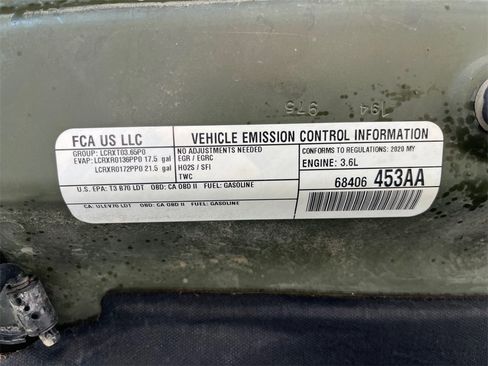 194 975
FCA US LLC
GROUP: LCRXT03.65P0
EVAP: LCRXR0136PP0 17.5 gal
LCRXR0172PP0 21.5 gal
VEHICLE EMISSION CONTROL INFORMATION
NO ADJUSTMENTS NEEDED
EGR / EGRC
HO2S / SFI
TWC
CONFORMS TO REGULATIONS: 2020 MY
ENGINE: 3.6L
U.S. EPA: T3 B70 LDT OBD: CA OBD II FUEL: GASOLINE
68406 453AA
CA: ULEV70 LDT OBD: CA OBD II FUEL: GASOLINE